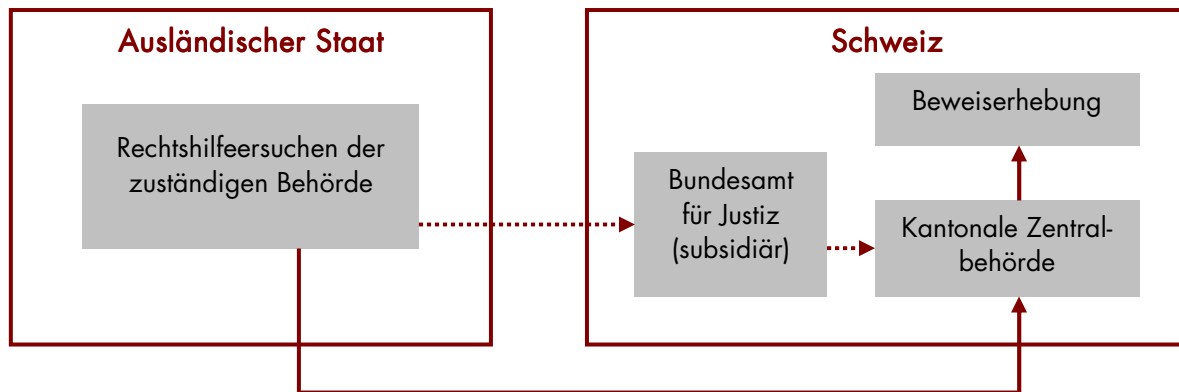 Ausländischer Staat
Rechtshilfeersuchen der
zuständigen Behörde
Schweiz
Beweiserhebung
Bundesamt
für Justiz
(subsidiär)
Kantonale Zentral-
behörde